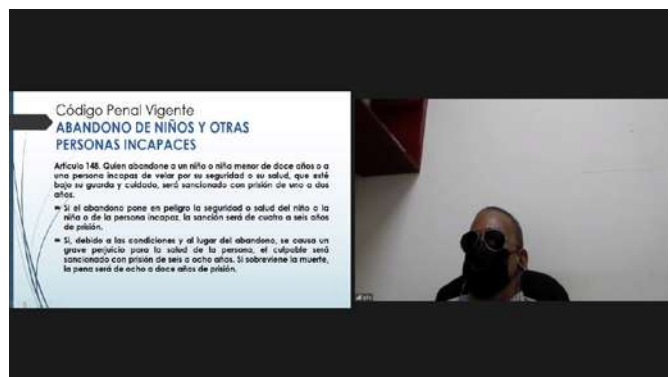 Código Penal Vigente
ABANDONO DE NIÑOS Y OTRAS
PERSONAS INCAPACES
Artículo 148. Quien abandone a un niño o niña menor de doce años o a
una persona incapaz de velar por su seguridad o su salud, que esté
bajo su guarda y cuidado, será sancionado con prisión de uno a dos
años.
Si el abandono pone en peligro la seguridad o salud del niño o la
niña o de la persona incapaz, la sanción será de cuatro a seis años
de prisión.
Si, debido a las condiciones y al lugar del abandono, se causa un
grave perjuicio para la salud de la persona, el culpable será
sancionado con prisión de seis a ocho años. Si sobreviene la muerte,
la pena será de ocho a doce años de prisión.